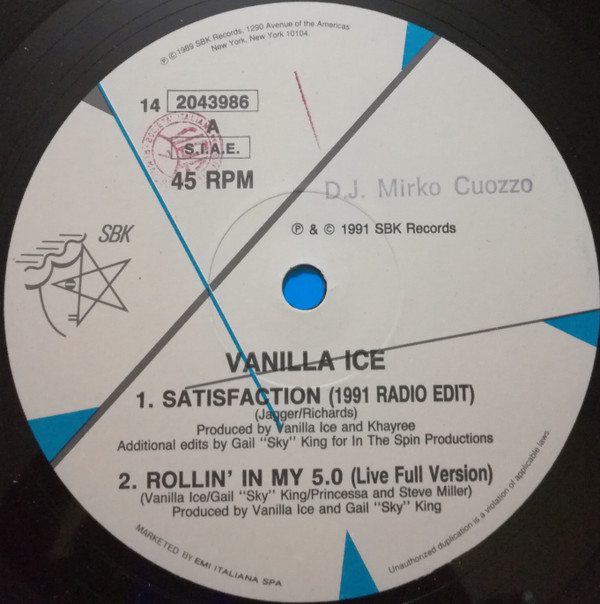 ℗ © 1989 SBK Records, 1290 Avenue of the Americas
New York, New York 10104.
14 2043986
A
S.I.A.E.
45 RPM
D.J. Mirko Cuozzo
SBK
℗ & © 1991 SBK Records
VANILLA ICE
1. SATISFACTION (1991 RADIO EDIT)
(Jagger/Richards)
Produced by Vanilla Ice and Khayree
Additional edits by Gail "Sky" King for In The Spin Productions
2. ROLLIN' IN MY 5.0 (Live Full Version)
(Vanilla Ice/Gail "Sky" King/Princessa and Steve Miller)
Produced by Vanilla Ice and Gail "Sky" King
MARKETED BY EMI ITALIANA SPA
Unauthorized duplication is a violation of applicable laws.